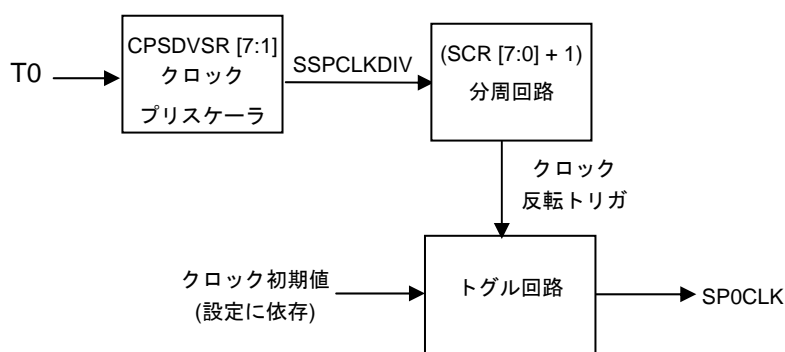 T0
CPSDVSR [7:1]
クロック
プリスケーラ
SSPCLKDIV
(SCR [7:0] + 1)
分周回路
クロック
反転トリガ
クロック初期値
(設定に依存)
トグル回路
SP0CLK